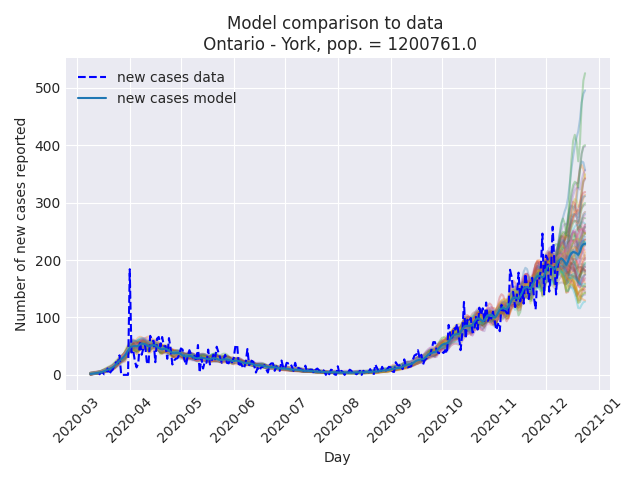 Model comparison to data
Ontario - York, pop. = 1200761.0
new cases data
new cases model
Number of new cases reported
500
400
300
200
100
0
2020-03
2020-04
2020-05
2020-06
2020-07
2020-08
2020-09
2020-10
2020-11
2020-12
2021-01
Day